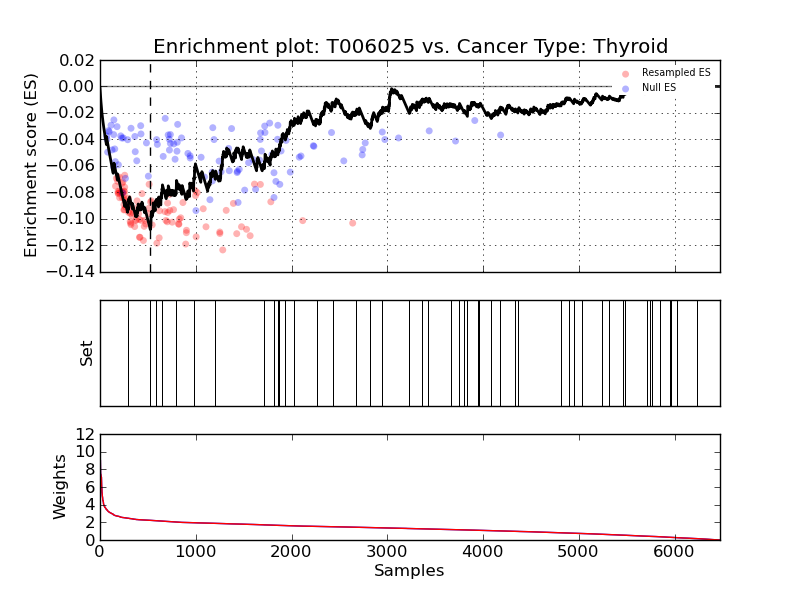 Enrichment plot: T006025 vs. Cancer Type: Thyroid
0.02
0.00
−0.02
−0.04
−0.06
−0.08
−0.10
−0.12
−0.14
Enrichment score (ES)
Resampled ES
Null ES
Set
12
10
8
6
4
2
0
Weights
0 1000 2000 3000 4000 5000 6000
Samples